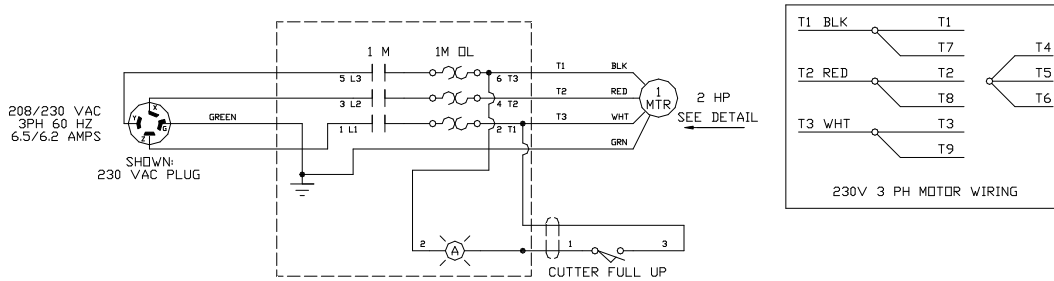 1 M
1M OL
5 L3
6 T3
T1
BLK
3 L2
4 T2
T2
RED
1 L1
2 T1
T3
WHT
GRN
1
MTR
2 HP
SEE DETAIL
208/230 VAC
3PH 60 HZ
6.5/6.2 AMPS
X
Y
G
Z
GREEN
SHOWN:
230 VAC PLUG
2
A
1
3
CUTTER FULL UP
T1 BLK
T1
T7
T2 RED
T2
T8
T3 WHT
T3
T9
T4
T5
T6
230V 3 PH MOTOR WIRING